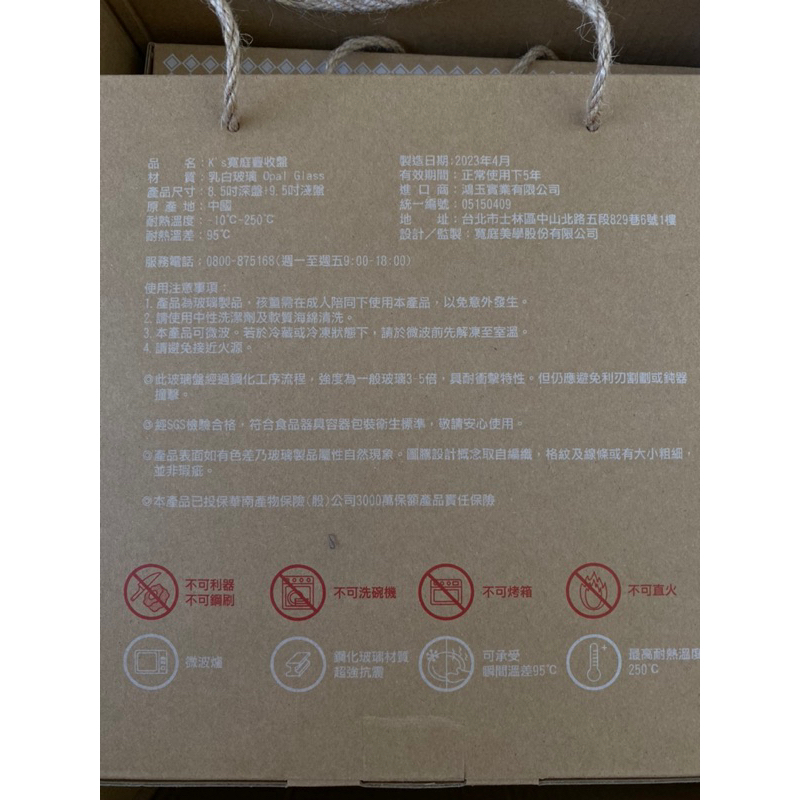 品　　名：K's寬庭豐收盤
材　　質：乳白玻璃 Opal Glass
產品尺寸：8.5吋深盤+9.5吋淺盤
原 產 地：中國
耐熱溫度：-10℃~250℃
耐熱溫差：95℃
製造日期：2023年4月
有效期間：正常使用下5年
進 口 商：鴻玉實業有限公司
統一編號：05150409
地　　址：台北市士林區中山北路五段829巷6號1樓
設計/監製：寬庭美學股份有限公司
服務電話：0800-875168(週一至週五9:00-18:00)
使用注意事項：
1.產品為玻璃製品，孩童需在成人陪同下使用本產品，以免意外發生。
2.請使用中性洗潔劑及軟質海綿清洗。
3.本產品可微波。若於冷藏或冷凍狀態下，請於微波前先解凍至室溫。
4.請避免接近火源。
◎此玻璃盤經過鋼化工序流程，強度為一般玻璃3-5倍，具耐衝擊特性。但仍應避免利刃割劃或鈍器
撞擊。
◎經SGS檢驗合格，符合食品器具容器包裝衛生標準，敬請安心使用。
◎產品表面如有色差乃玻璃製品屬性自然現象。圖騰設計概念取自編織，格紋及線條或有大小粗細，
並非瑕疵。
◎本產品已投保華南產物保險(股)公司3000萬保額產品責任保險
不可利器
不可鋼刷
不可洗碗機
不可烤箱
不可直火
微波爐
鋼化玻璃材質
超強抗震
可承受
瞬間溫差95℃
最高耐熱溫度
250℃